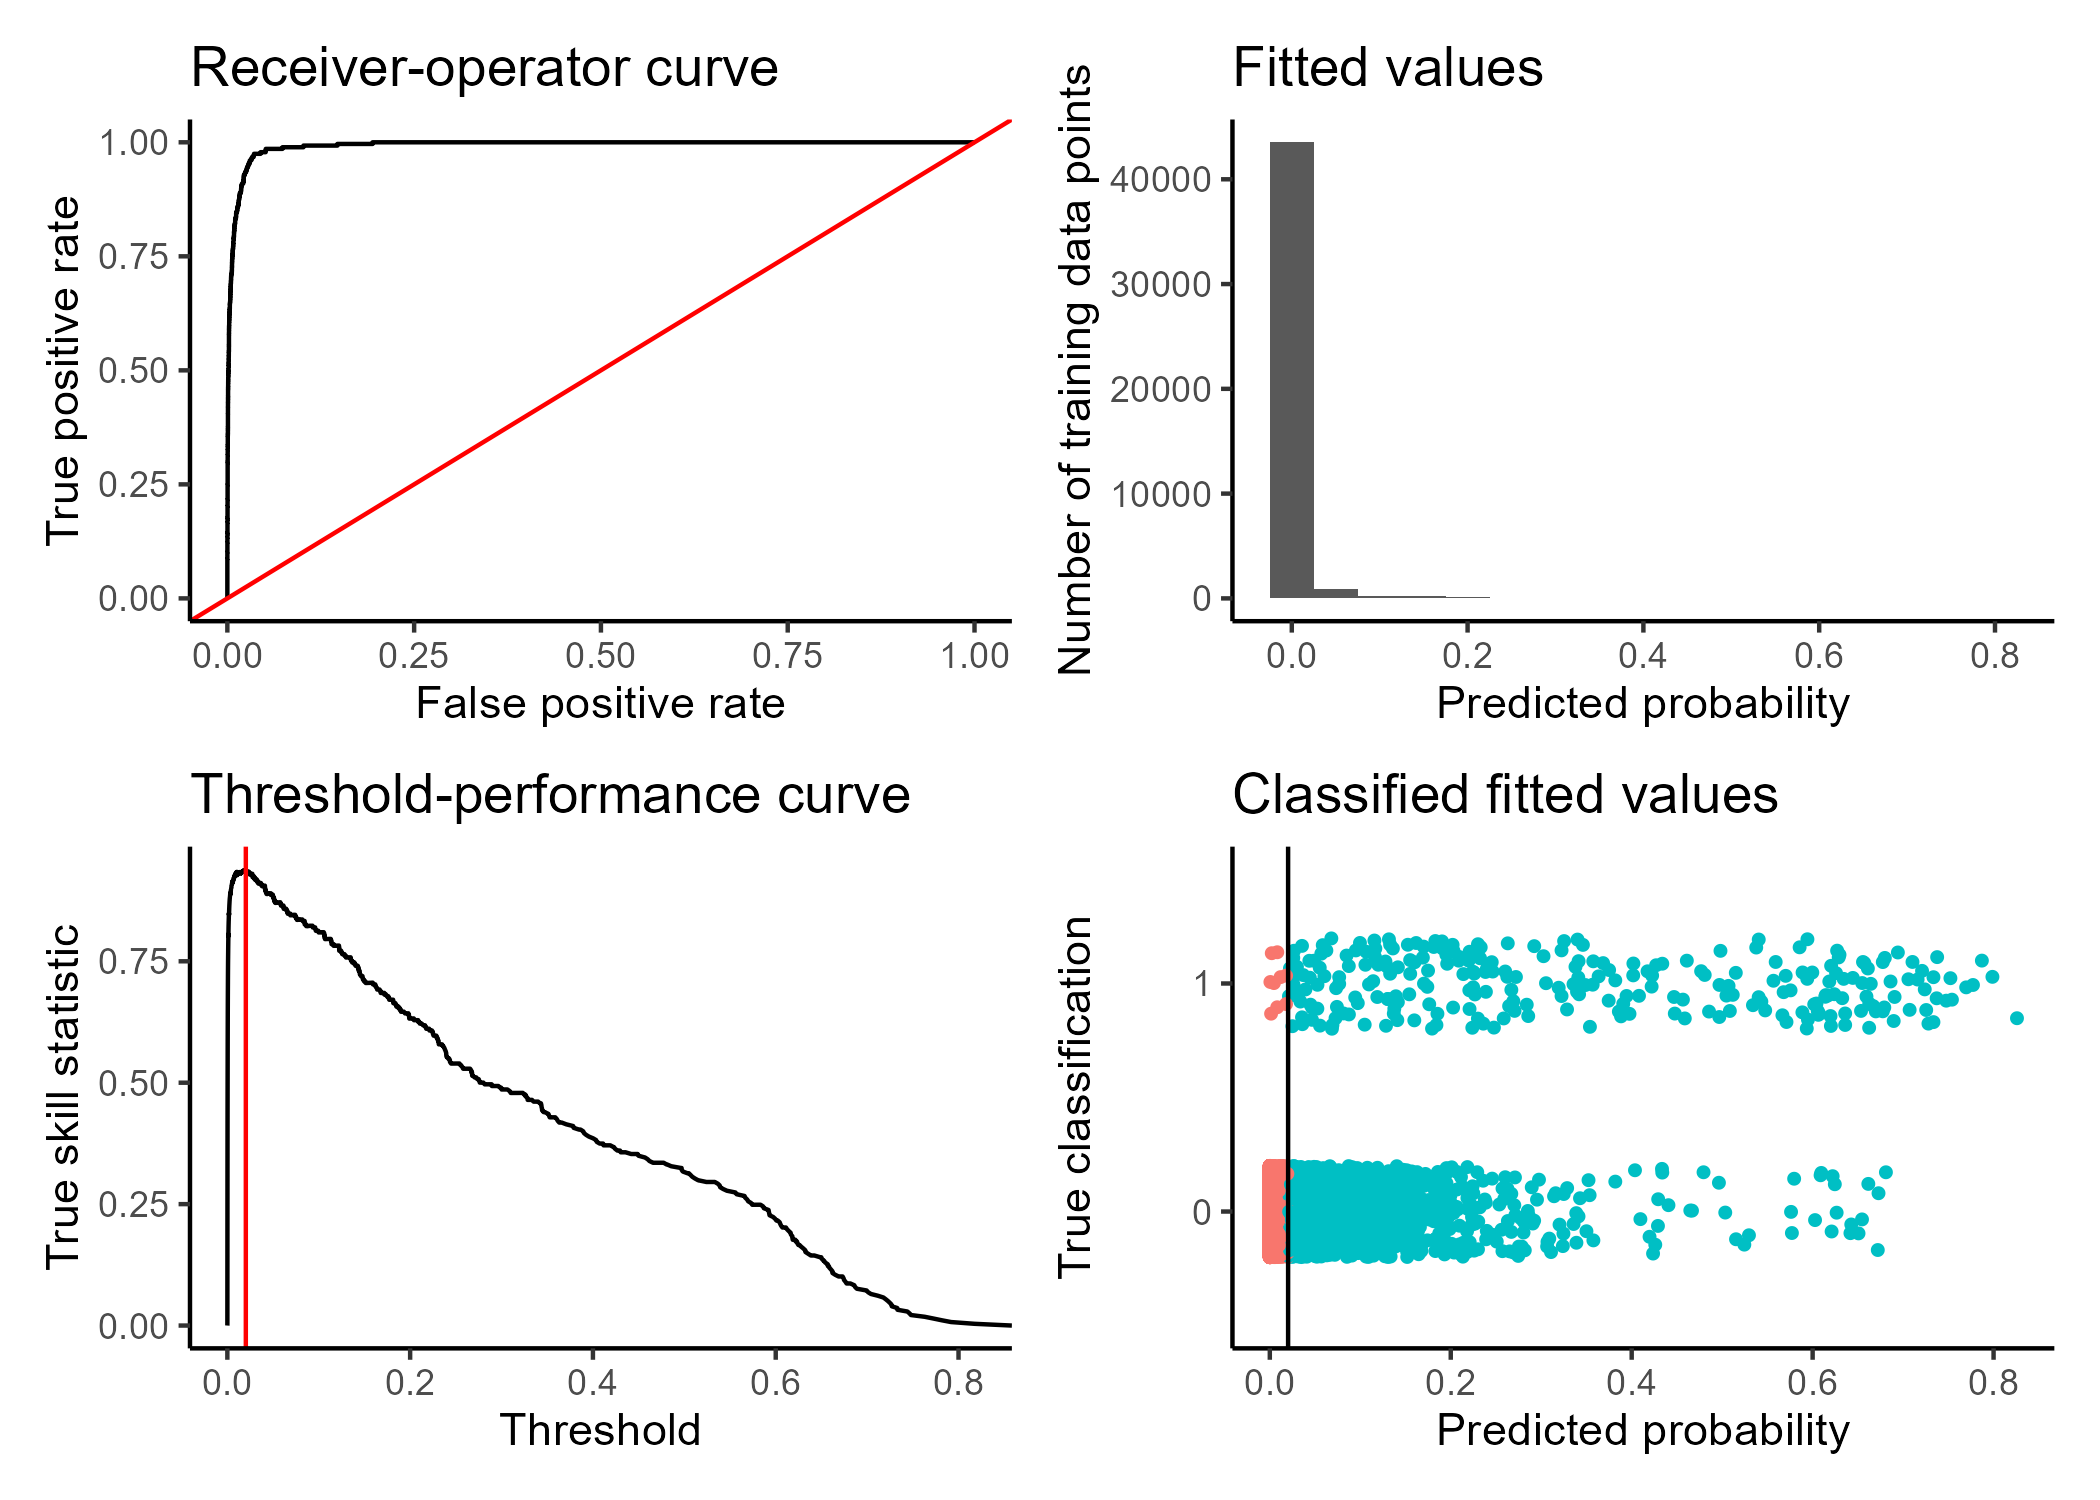 Receiver-operator curve
True positive rate
1.00
0.75
0.50
0.25
0.00
0.00 0.25 0.50 0.75 1.00
False positive rate
Fitted values
Number of training data points
40000
30000
20000
10000
0
0.0 0.2 0.4 0.6 0.8
Predicted probability
Threshold-performance curve
True skill statistic
0.75
0.50
0.25
0.00
0.0 0.2 0.4 0.6 0.8
Threshold
Classified fitted values
True classification
1
0
0.0 0.2 0.4 0.6 0.8
Predicted probability